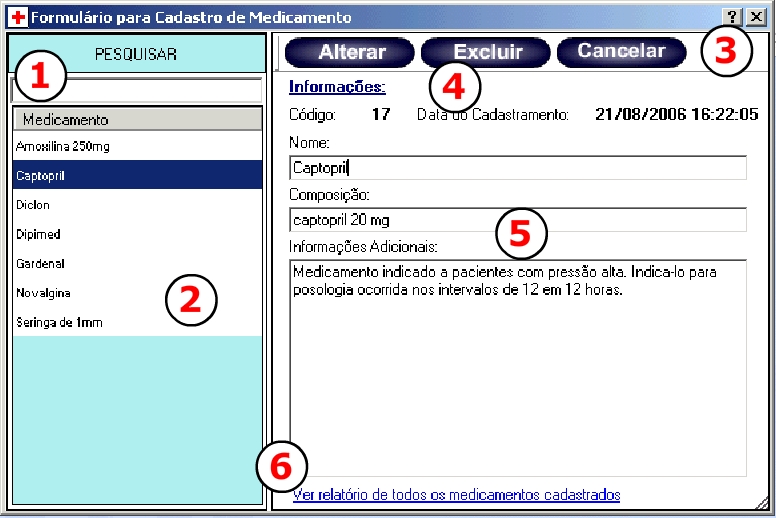 Formulário para Cadastro de Medicamento
PESQUISAR
1
Medicamento
Amoxilina 250mg
Captopril
Diclon
Dipimed
Gardenal
Novalgina
Seringa de 1mm
2
Alterar Excluir Cancelar
3
Informações:
4
Código: 17 Data do Cadastramento: 21/08/2006 16:22:05
Nome:
Captopril
Composição:
captopril 20 mg
5
Informações Adicionais:
Medicamento indicado a pacientes com pressão alta. Indica-lo para
posologia ocorrida nos intervalos de 12 em 12 horas.
6
Ver relatório de todos os medicamentos cadastrados